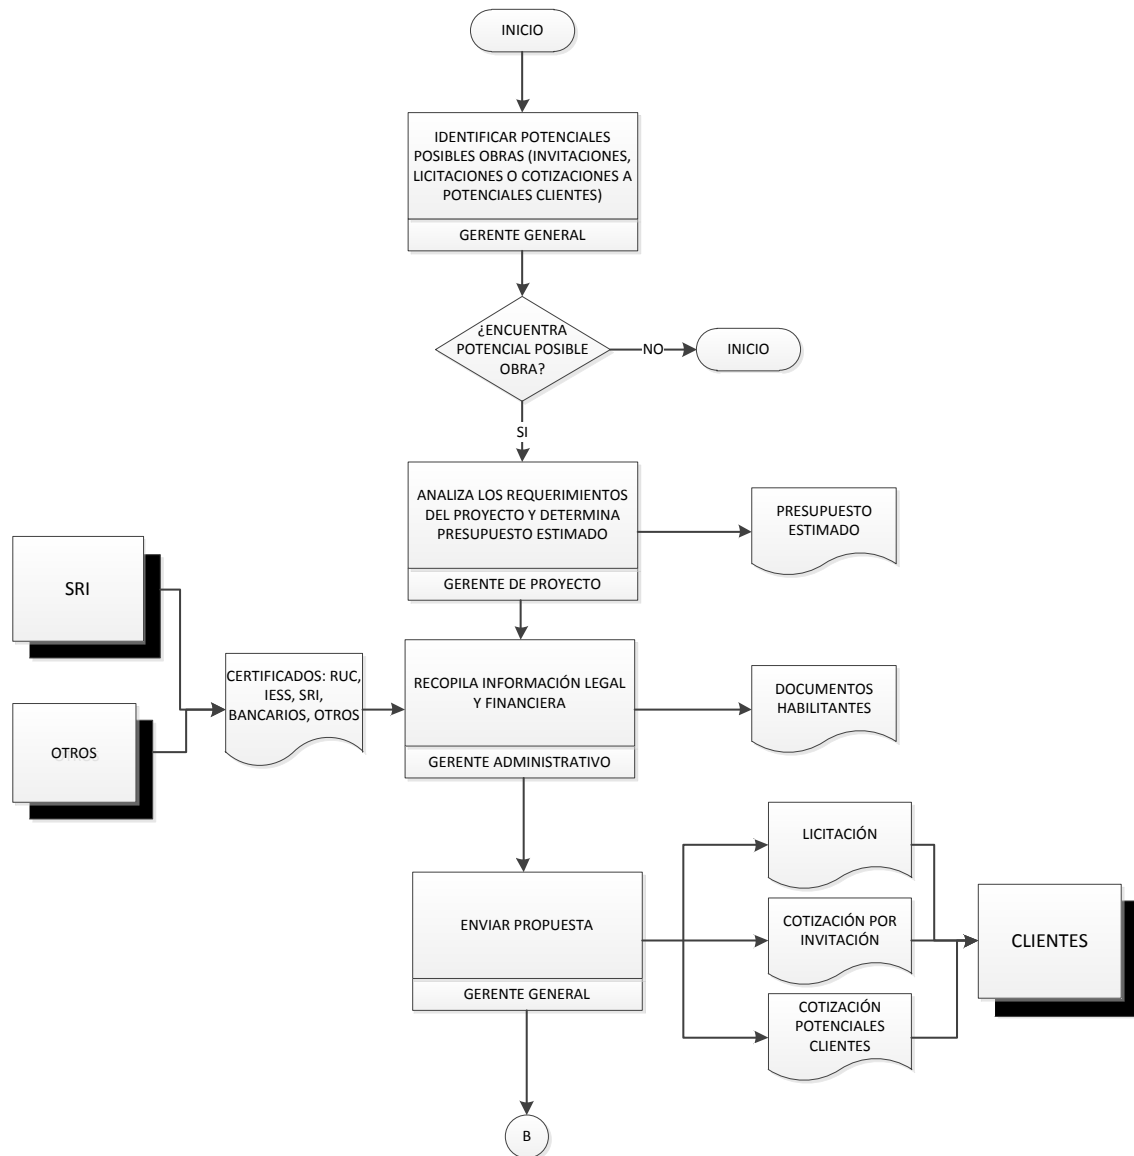 INICIO
IDENTIFICAR POTENCIALES
POSIBLES OBRAS (INVITACIONES,
LICITACIONES O COTIZACIONES A
POTENCIALES CLIENTES)
GERENTE GENERAL
¿ENCUENTRA
POTENCIAL POSIBLE
OBRA?
NO
INICIO
SI
ANALIZA LOS REQUERIMIENTOS
DEL PROYECTO Y DETERMINA
PRESUPUESTO ESTIMADO
GERENTE DE PROYECTO
PRESUPUESTO
ESTIMADO
SRI
OTROS
CERTIFICADOS: RUC,
IESS, SRI,
BANCARIOS, OTROS
RECOPILA INFORMACIÓN LEGAL
Y FINANCIERA
GERENTE ADMINISTRATIVO
DOCUMENTOS
HABILITANTES
ENVIAR PROPUESTA
GERENTE GENERAL
LICITACIÓN
COTIZACIÓN POR
INVITACIÓN
COTIZACIÓN
POTENCIALES
CLIENTES
CLIENTES
B